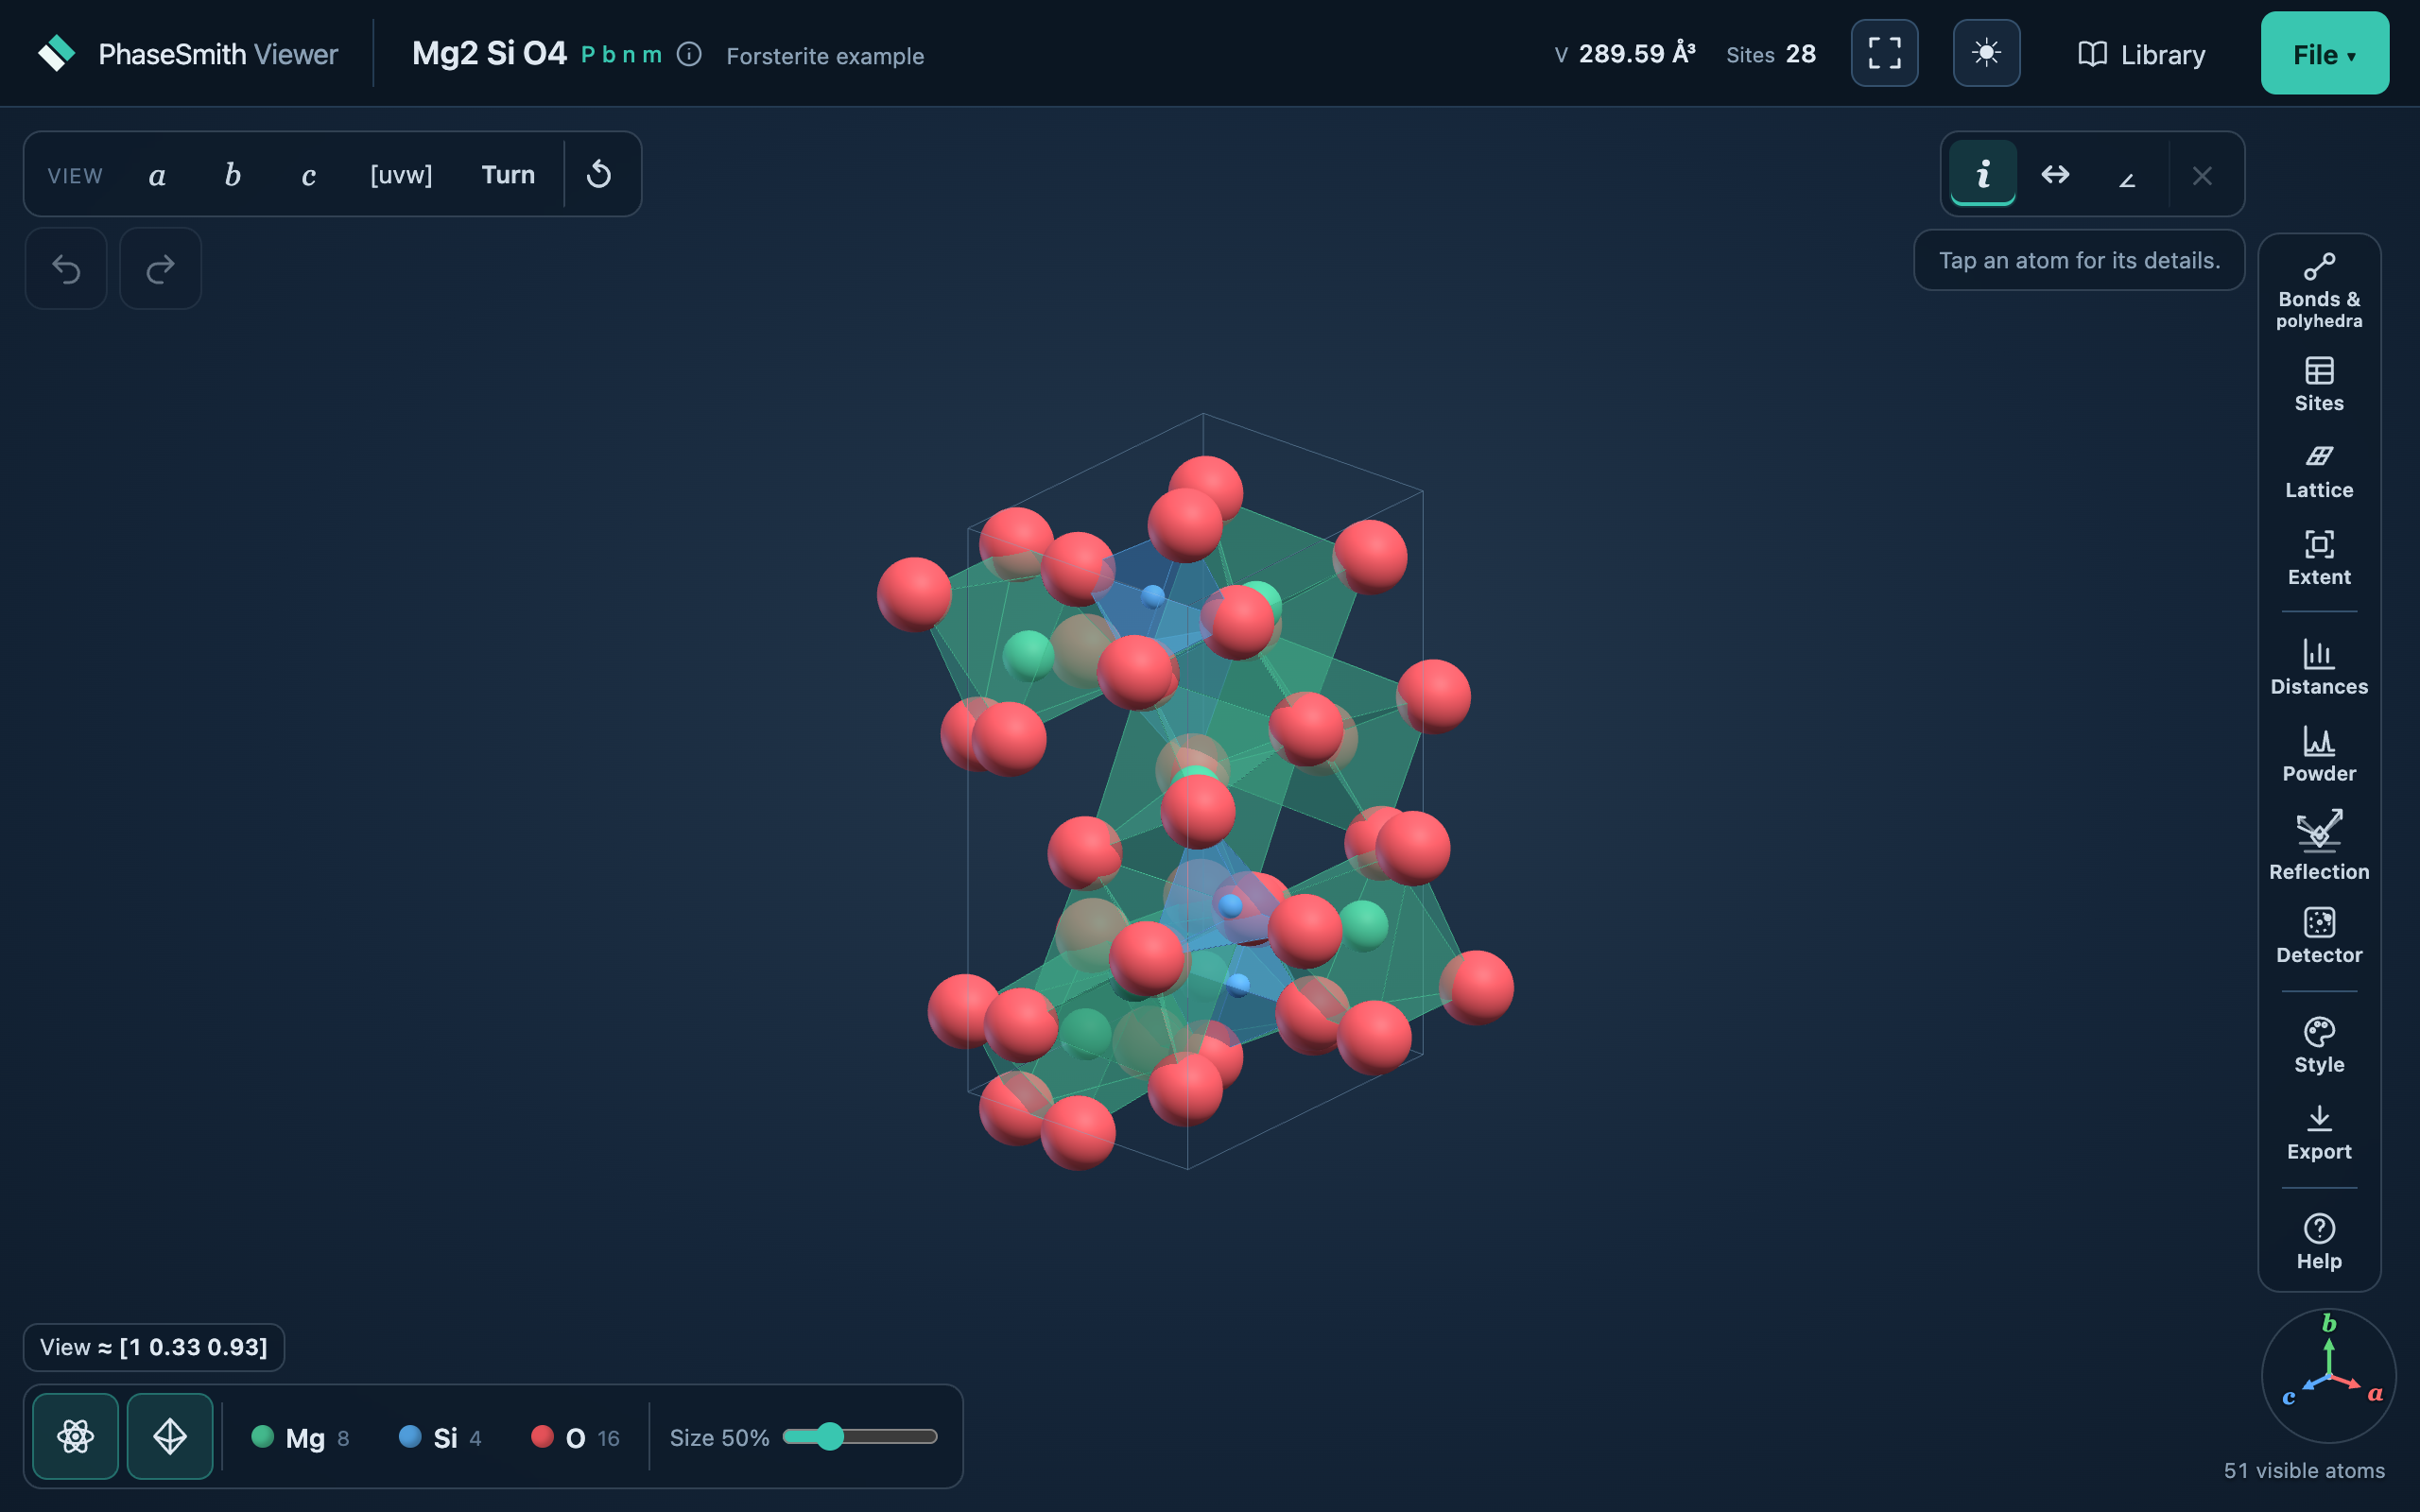 PhaseSmith Viewer
Mg2 Si O4 P b n m Forsterite example
V 289.59 Å³ Sites 28
Library
File ▾
VIEW a b c [uvw] Turn
Tap an atom for its details.
Bonds &
polyhedra
Sites
Lattice
Extent
Distances
Powder
Reflection
Detector
Style
Export
Help
b
c
a
51 visible atoms
View ≈ [1 0.33 0.93]
Mg 8 Si 4 O 16 Size 50%